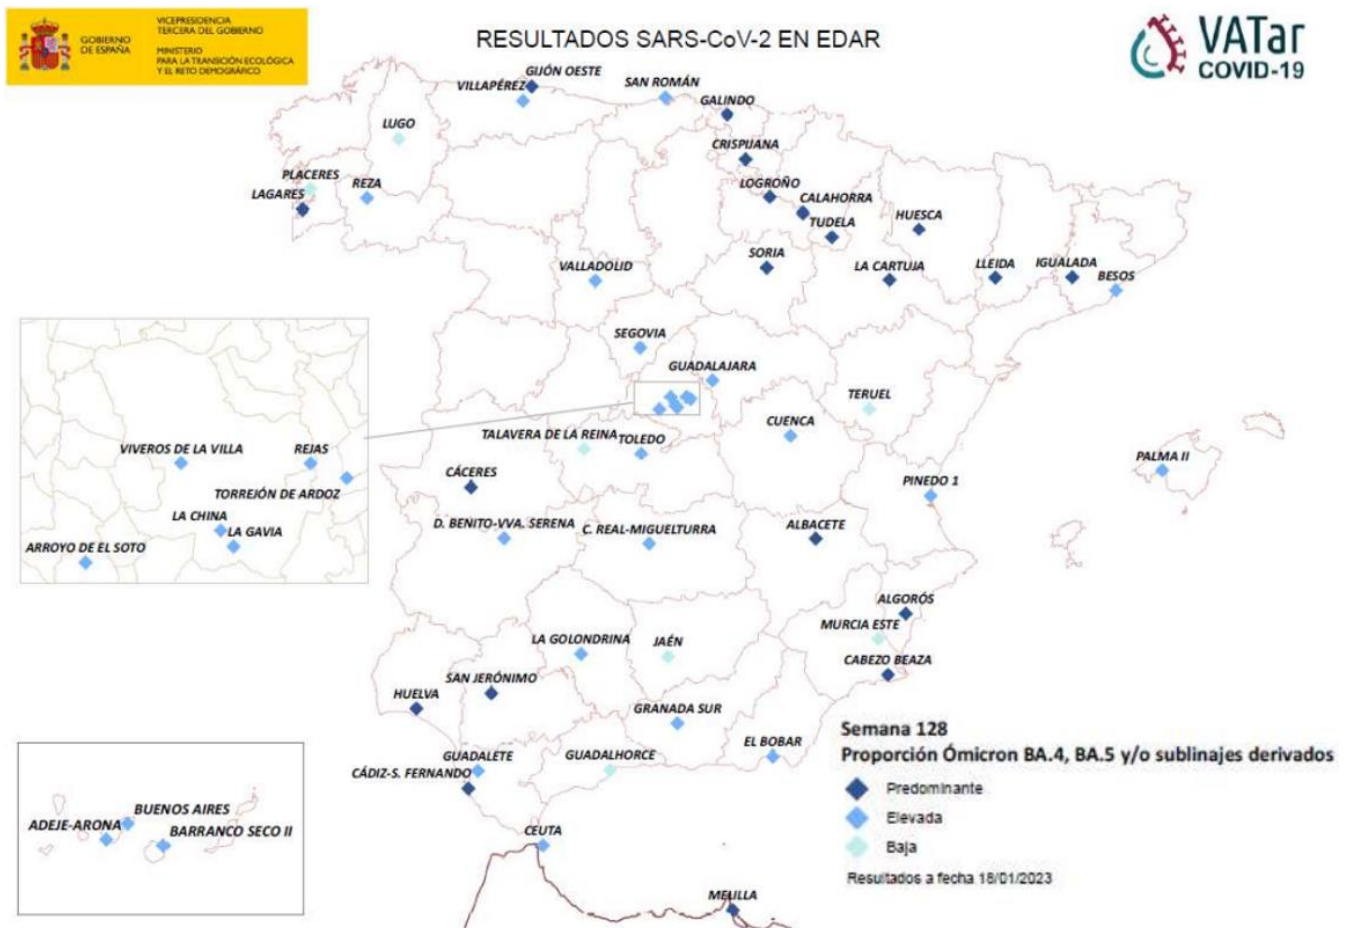 GOBIERNO
DE ESPAÑA
VICEPRESIDENCIA
TERCERA DEL GOBIERNO
MINISTERIO
PARA LA TRANSICIÓN ECOLÓGICA
Y EL RETO DEMOGRÁFICO
RESULTADOS SARS-CoV-2 EN EDAR
VATar
COVID-19
GIJÓN OESTE
VILLAPÉREZ
SAN ROMÁN
GALINDO
LUGO
CRISPIJANA
PLACERES
REZA
LAGARES
LOGROÑO
CALAHORRA
TUDELA
HUESCA
SORIA
LA CARTUJA
LLEIDA
IGUALADA
BESOS
VALLADOLID
SEGOVIA
GUADALAJARA
TERUEL
CUENCA
TALAVERA DE LA REINA
TOLEDO
PALMA II
CÁCERES
PINEDO 1
VIVEROS DE LA VILLA
REJAS
TORREJÓN DE ARDOZ
LA CHINA
LA GAVIA
ARROYO DE EL SOTO
D. BENITO-VVA. SERENA
C. REAL-MIGUELTURRA
ALBACETE
ALGORÓS
MURCIA ESTE
LA GOLONDRINA
JAÉN
CABEZO BEAZA
SAN JERÓNIMO
HUELVA
GRANADA SUR
EL BOBAR
GUADALETE
GUADALHORCE
CÁDIZ-S. FERNANDO
BUENOS AIRES
ADEJE-ARONA
BARRANCO SECO II
CEUTA
MELILLA
Semana 128
Proporción Ómicron BA.4, BA.5 y/o sublinajes derivados
Predominante
Elevada
Baja
Resultados a fecha 18/01/2023